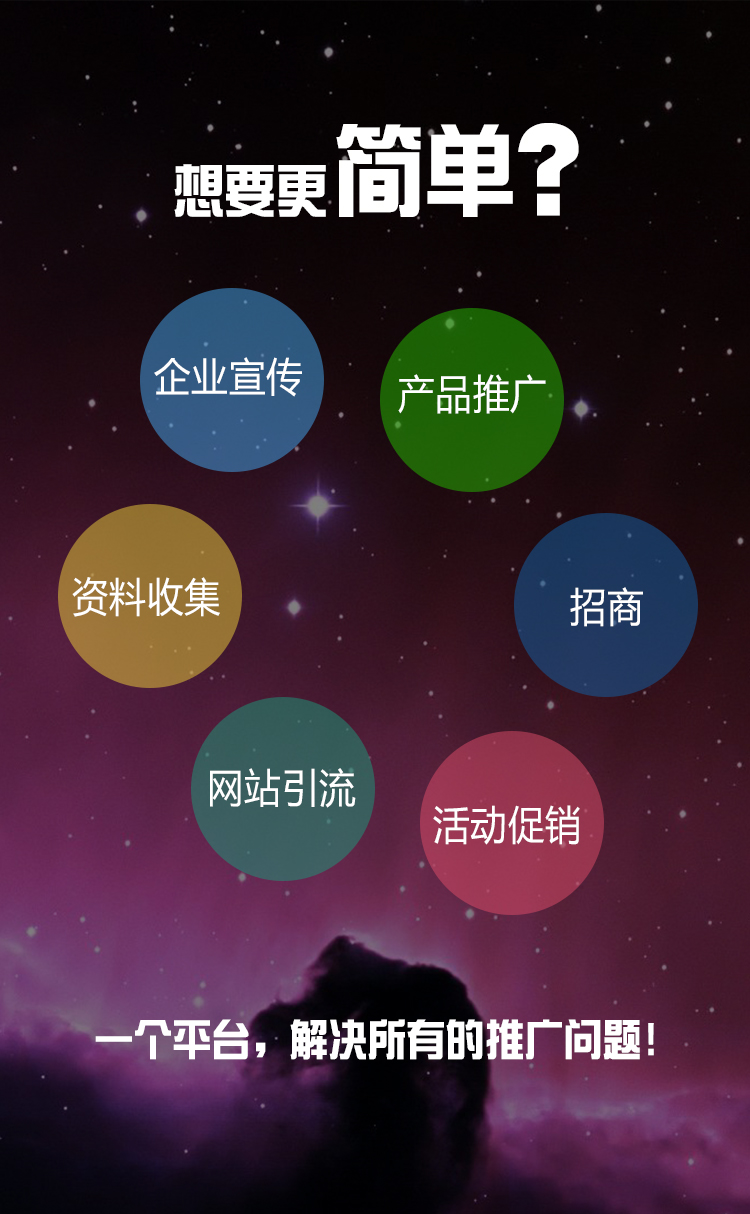 想要更简单?
企业宣传
产品推广
资料收集
招商
网站引流
活动促销
一个平台，解决所有的推广问题!